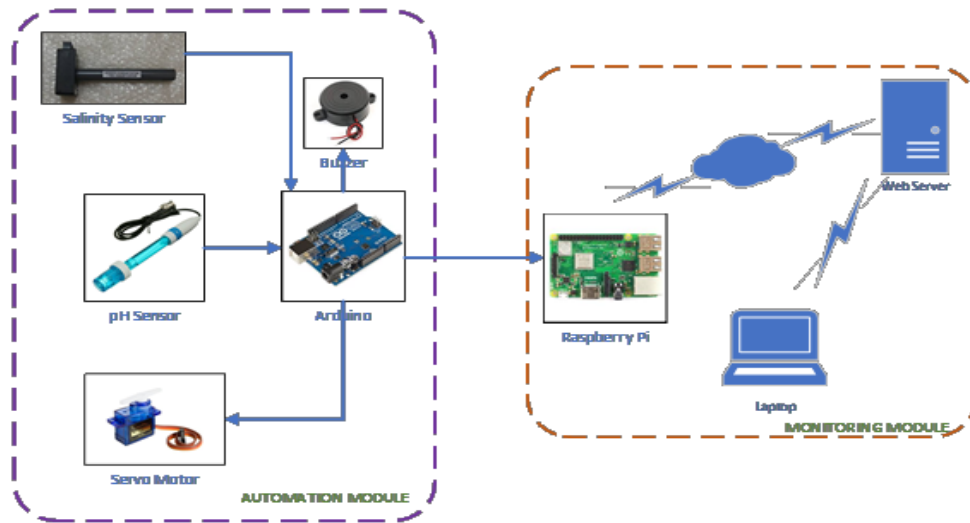 Salinity Sensor
Buzzer
pH Sensor
Arduino
Servo Motor
AUTOMATION MODULE
Raspberry Pi
Web Server
Laptop
MONITORING MODULE